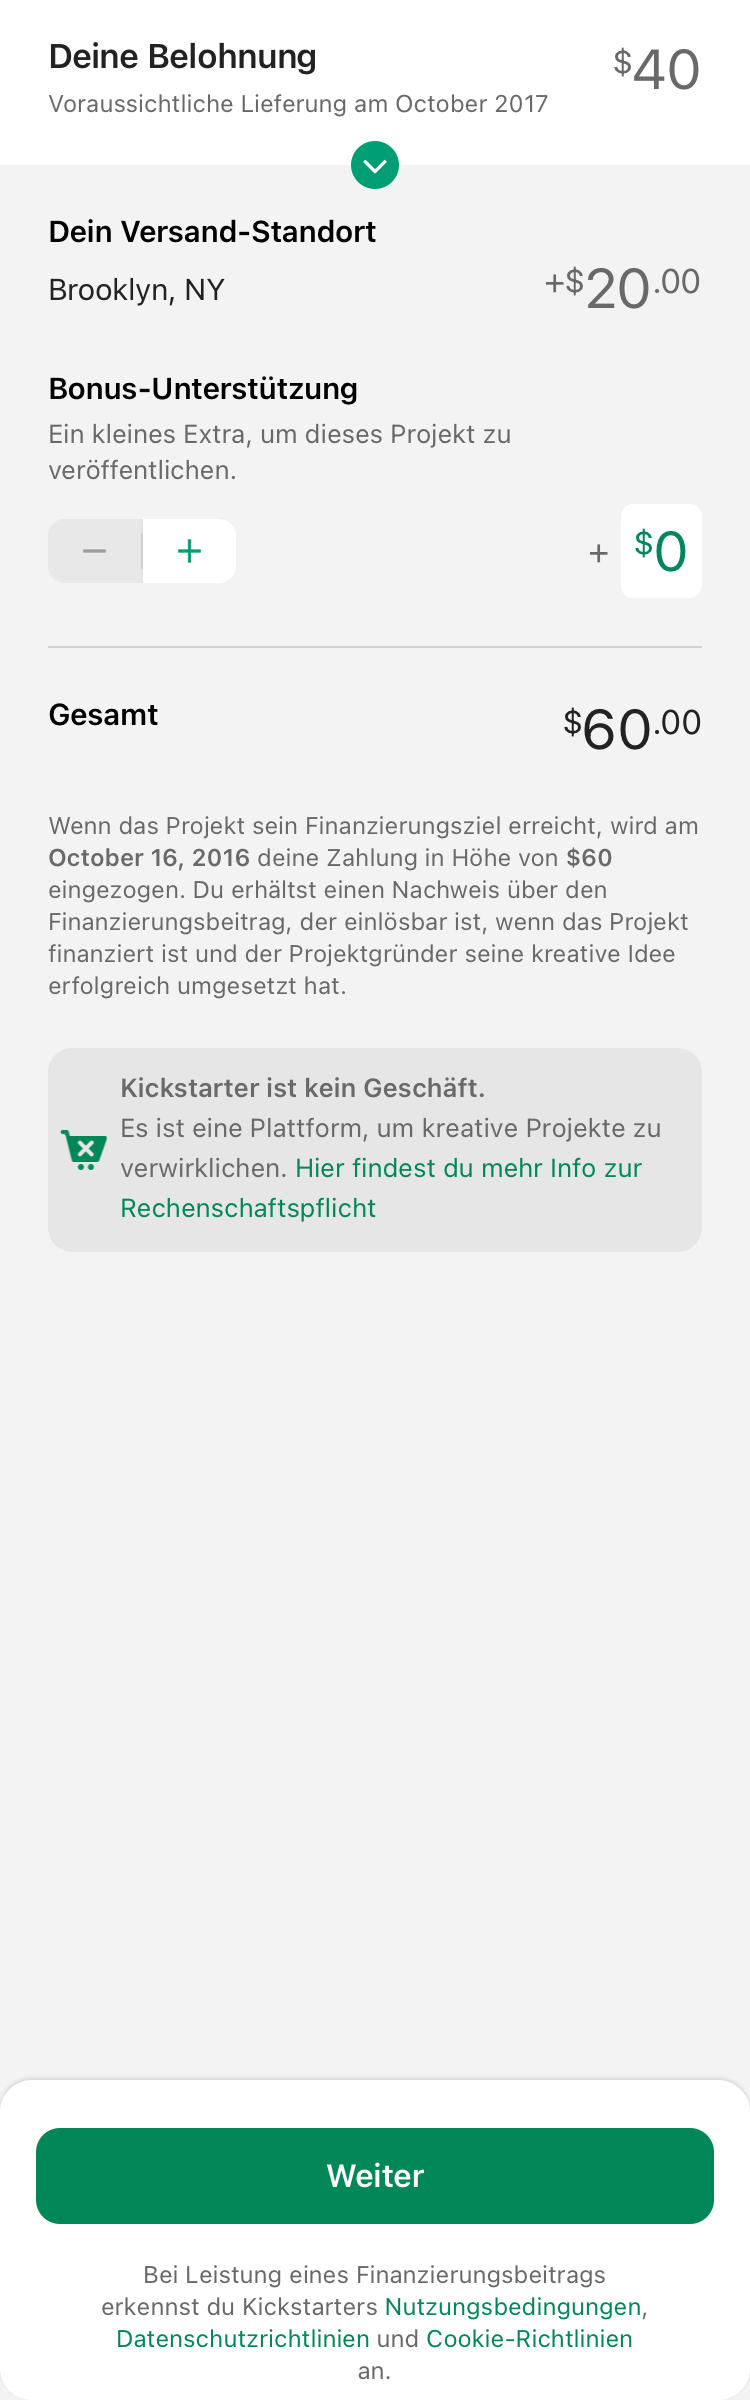 Deine Belohnung
$40
Voraussichtliche Lieferung am October 2017
Dein Versand-Standort
Brooklyn, NY
+$20.00
Bonus-Unterstützung
Ein kleines Extra, um dieses Projekt zu
veröffentlichen.
− +
+ $0
Gesamt
$60.00
Wenn das Projekt sein Finanzierungsziel erreicht, wird am
October 16, 2016 deine Zahlung in Höhe von $60
eingezogen. Du erhältst einen Nachweis über den
Finanzierungsbeitrag, der einlösbar ist, wenn das Projekt
finanziert ist und der Projektgründer seine kreative Idee
erfolgreich umgesetzt hat.
Kickstarter ist kein Geschäft.
Es ist eine Plattform, um kreative Projekte zu
verwirklichen. Hier findest du mehr Info zur
Rechenschaftspflicht
Weiter
Bei Leistung eines Finanzierungsbeitrags
erkennst du Kickstarters Nutzungsbedingungen,
Datenschutzrichtlinien und Cookie-Richtlinien
an.